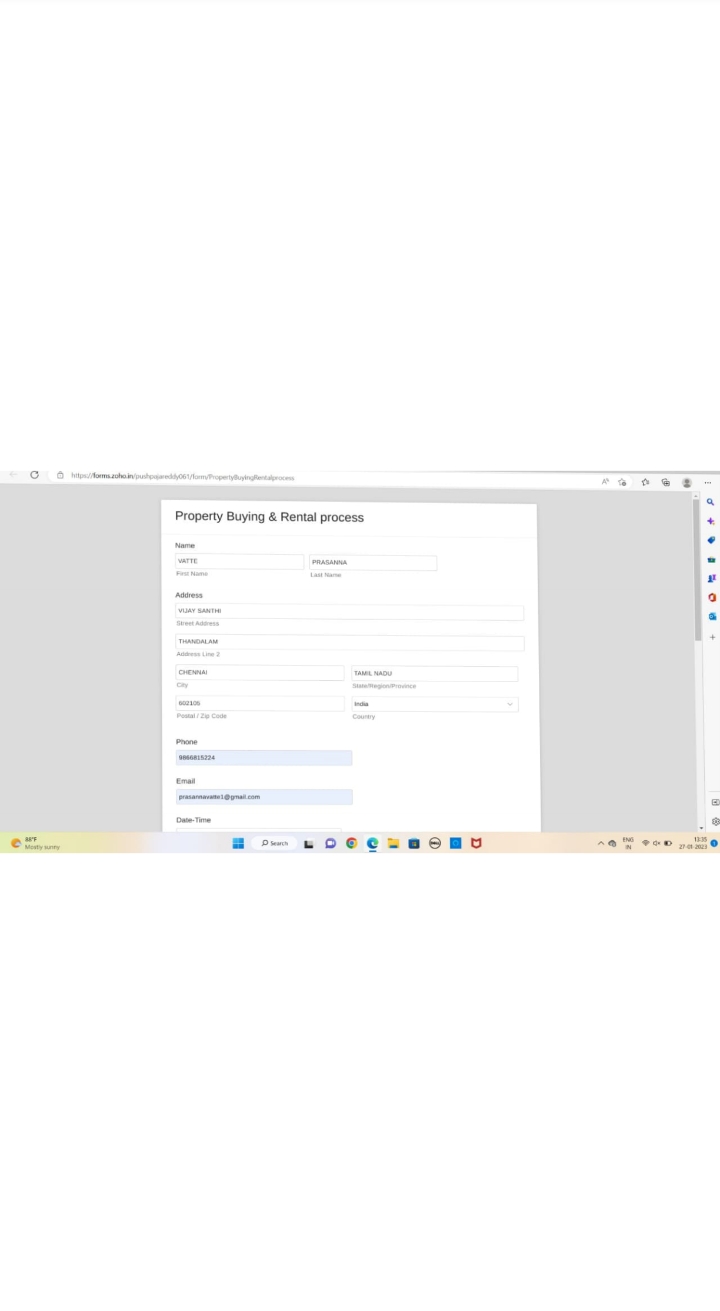 https://forms.zoho.in/pushpajareddy061/form/PropertyBuyingRentalprocess
Property Buying & Rental process
Name
VATTE PRASANNA
First Name Last Name
Address
VIJAY SANTHI
Street Address
THANDALAM
Address Line 2
CHENNAI TAMIL NADU
City State/Region/Province
602105 India
Postal / Zip Code Country
Phone
9866815224
Email
prasannavatte1@gmail.com
Date-Time
88°F
Mostly sunny
Search
ENG
IN
13:35
27-01-2023